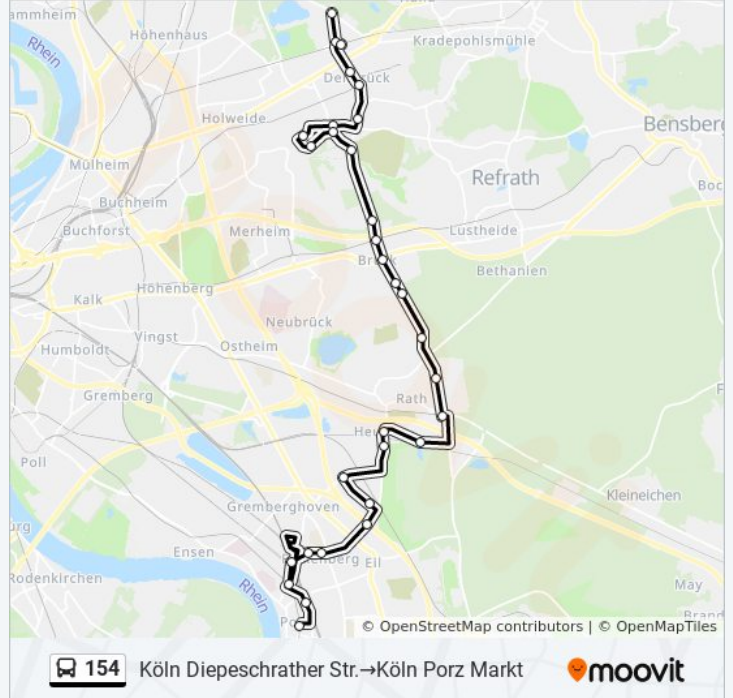 ammheim
Höhenhaus
Kradepohlsmühle
Rhein
Holweide
Bensberg
Mülheim
Refrath
Boc
Buchheim
Buchforst
Merheim
Lustheide
Bethanien
Höhenberg
Kalk
Neubrück
Vingst
Ostheim
Humboldt
Gremberg
Rath
Poll
Kleineichen
Gremberghoven
Ensen
Eil
Rodenkirchen
Rhein
May
© OpenStreetMap contributors | © OpenMapTiles
154 Köln Diepeschrather Str.→Köln Porz Markt
moovit